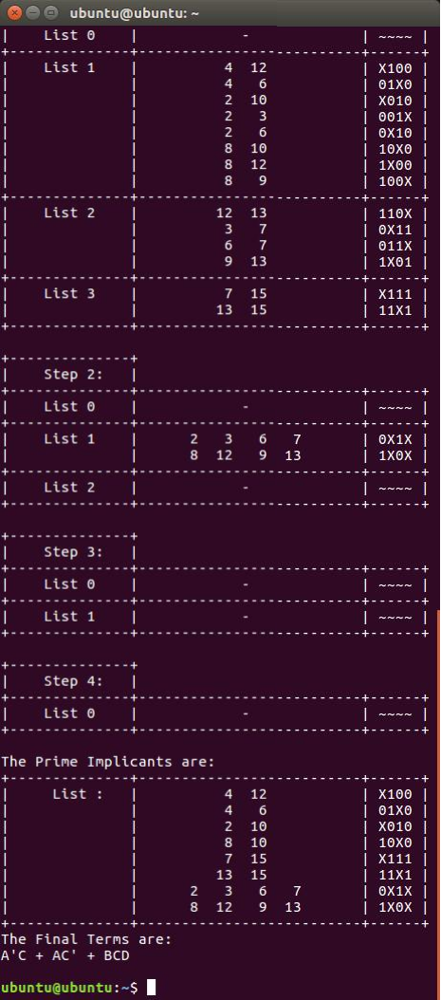 ubuntu@ubuntu: ~
|    List 0    |            -             | ~~~~ |
+--------------+--------------------------+------+
|    List 1    |          4  12           | X100 |
|              |          4   6           | 01X0 |
|              |          2  10           | X010 |
|              |          2   3           | 001X |
|              |          2   6           | 0X10 |
|              |          8  10           | 10X0 |
|              |          8  12           | 1X00 |
|              |          8   9           | 100X |
+--------------+--------------------------+------+
|    List 2    |         12  13           | 110X |
|              |          3   7           | 0X11 |
|              |          6   7           | 011X |
|              |          9  13           | 1X01 |
+--------------+--------------------------+------+
|    List 3    |          7  15           | X111 |
|              |         13  15           | 11X1 |
+--------------+--------------------------+------+
+--------------+
|    Step 2:   |
+--------------+--------------------------+------+
|    List 0    |            -             | ~~~~ |
+--------------+--------------------------+------+
|    List 1    |      2   3   6   7       | 0X1X |
|              |      8  12   9  13       | 1X0X |
+--------------+--------------------------+------+
|    List 2    |            -             | ~~~~ |
+--------------+--------------------------+------+
+--------------+
|    Step 3:   |
+--------------+--------------------------+------+
|    List 0    |            -             | ~~~~ |
+--------------+--------------------------+------+
|    List 1    |            -             | ~~~~ |
+--------------+--------------------------+------+
+--------------+
|    Step 4:   |
+--------------+--------------------------+------+
|    List 0    |            -             | ~~~~ |
+--------------+--------------------------+------+
The Prime Implicants are:
+--------------+--------------------------+------+
|     List :   |          4  12           | X100 |
|              |          4   6           | 01X0 |
|              |          2  10           | X010 |
|              |          8  10           | 10X0 |
|              |          7  15           | X111 |
|              |         13  15           | 11X1 |
|              |      2   3   6   7       | 0X1X |
|              |      8  12   9  13       | 1X0X |
+--------------+--------------------------+------+
The Final Terms are:
A'C + AC' + BCD
ubuntu@ubuntu:~$